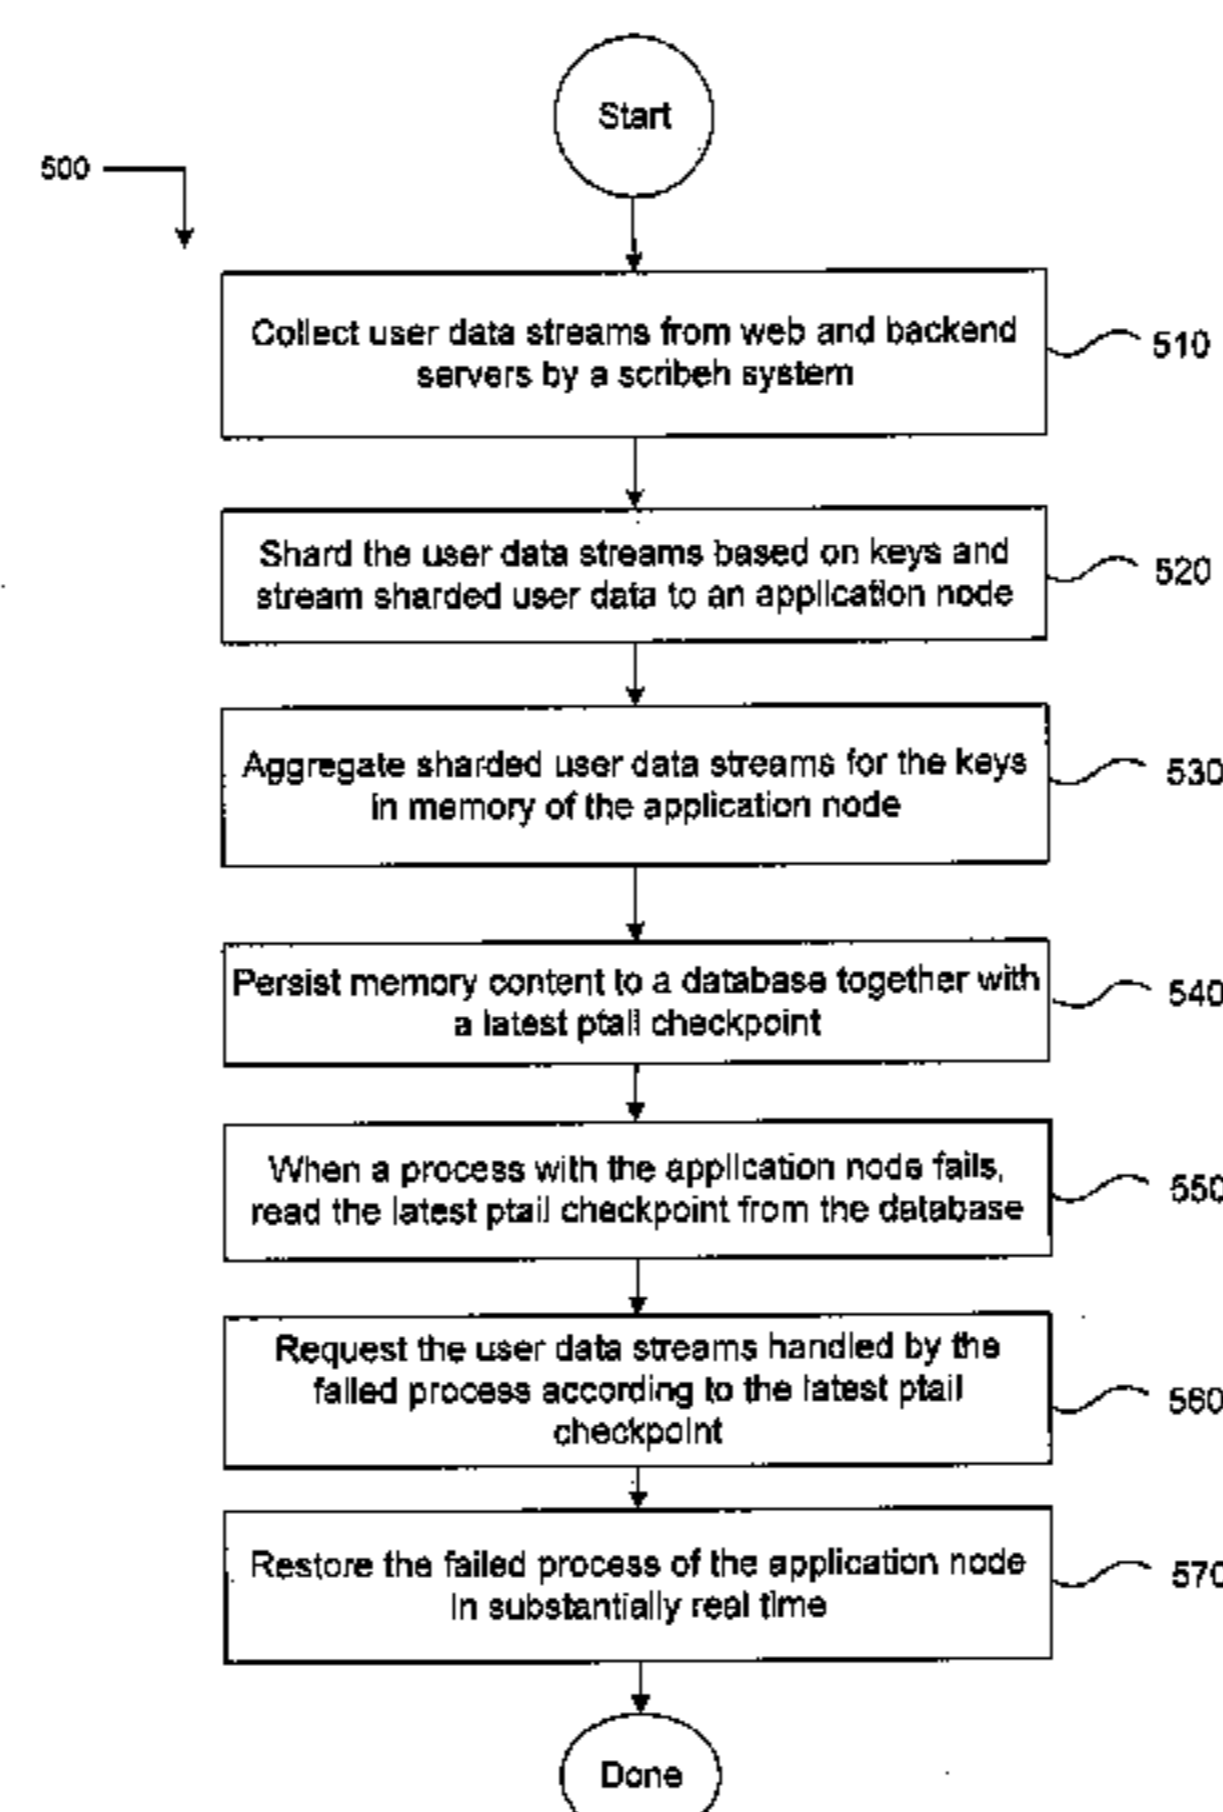 Start
500
Collect user data streams from web and backend
servers by a scribeh system
510
Shard the user data streams based on keys and
stream sharded user data to an application node
520
Aggregate sharded user data streams for the keys
in memory of the application node
530
Persist memory content to a database together with
a latest ptail checkpoint
540
When a process with the application node fails,
read the latest ptail checkpoint from the database
550
Request the user data streams handled by the
failed process according to the latest ptail
checkpoint
560
Restore the failed process of the application node
in substantially real time
570
Done